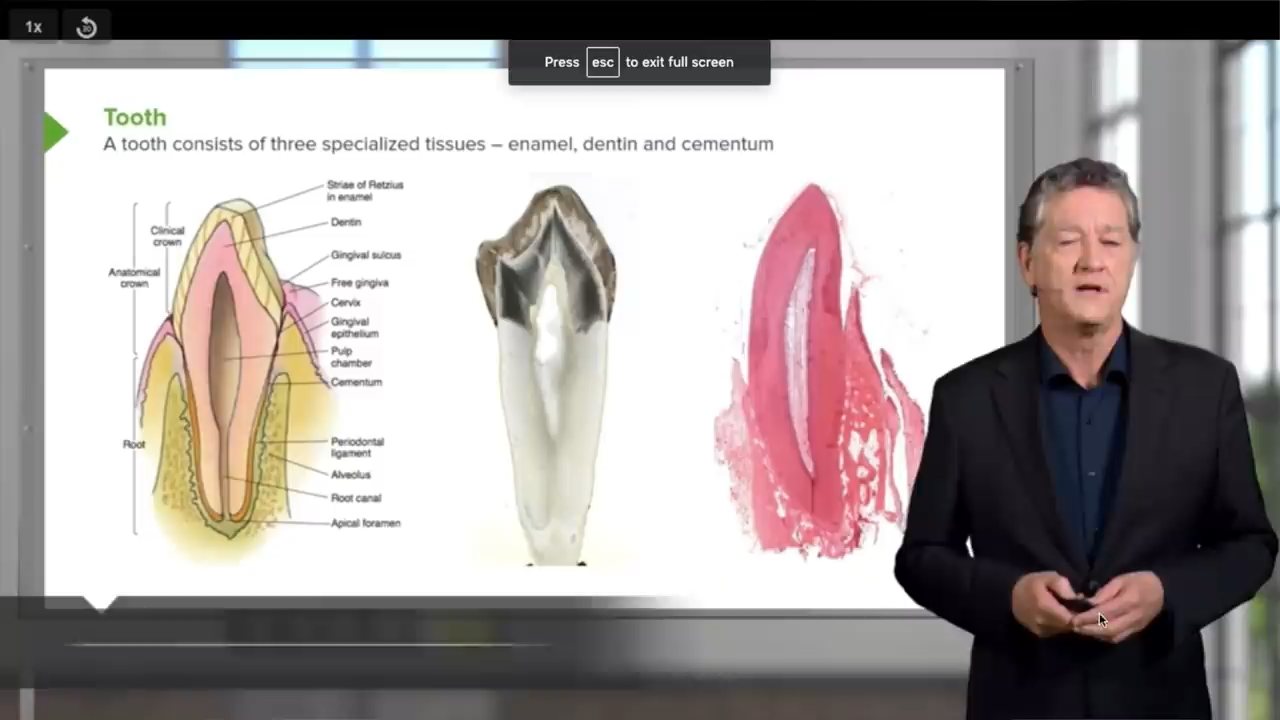 1x
30
Press esc to exit full screen
Tooth
A tooth consists of three specialized tissues – enamel, dentin and cementum
Striae of Retzius
in enamel
Dentin
Clinical
crown
Gingival sulcus
Anatomical
crown
Free gingiva
Cervix
Gingival
epithelium
Pulp
chamber
Cementum
Root
Periodontal
ligament
Alveolus
Root canal
Apical foramen